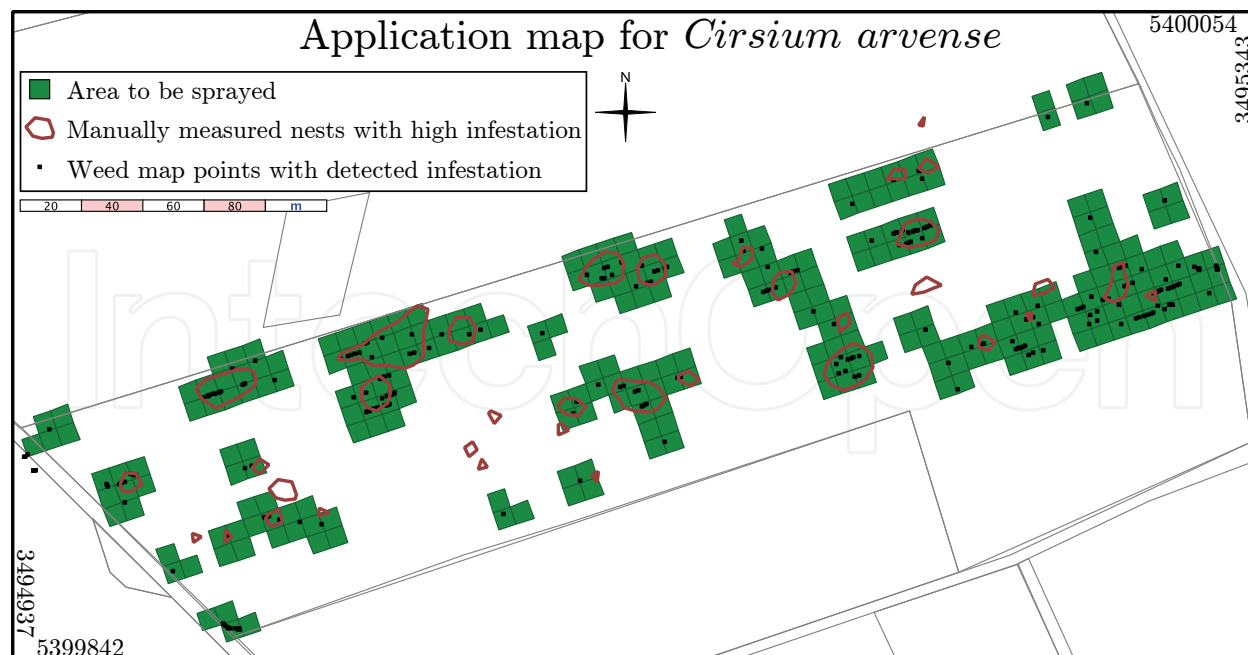 Application map for Cirsium arvense
5400054
3495343
N
Area to be sprayed
Manually measured nests with high infestation
Weed map points with detected infestation
20 40 60 80 m
IntechOpen
3494937
5399842